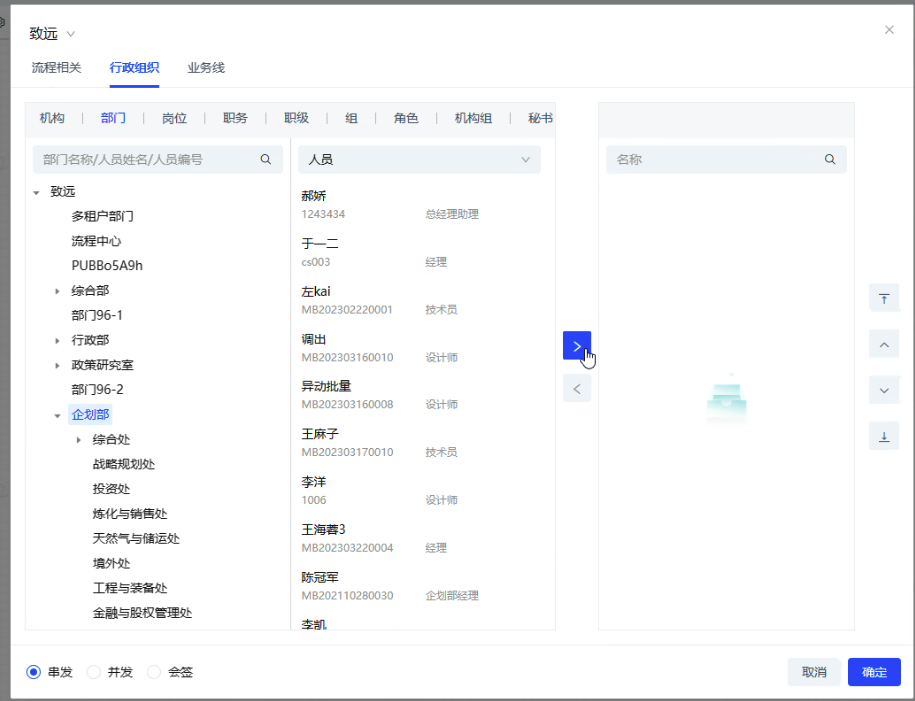 致远
流程相关 行政组织 业务线
机构 部门 岗位 职务 职级 组 角色 机构组 秘书
部门名称/人员姓名/人员编号
人员
名称
致远
多租户部门
流程中心
PUBBo5A9h
综合部
部门96-1
行政部
政策研究室
部门96-2
企划部
综合处
战略规划处
投资处
炼化与销售处
天然气与储运处
境外处
工程与装备处
金融与股权管理处
郝娇
1243434 总经理助理
于一二
cs003 经理
左kai
MB202302220001 技术员
调出
MB202303160010 设计师
异动批量
MB202303160008 设计师
王麻子
MB202303170010 技术员
李洋
1006 设计师
王海蓉3
MB202303220004 经理
陈冠军
MB202110280030 企划部经理
李凯
串发 并发 会签
取消 确定